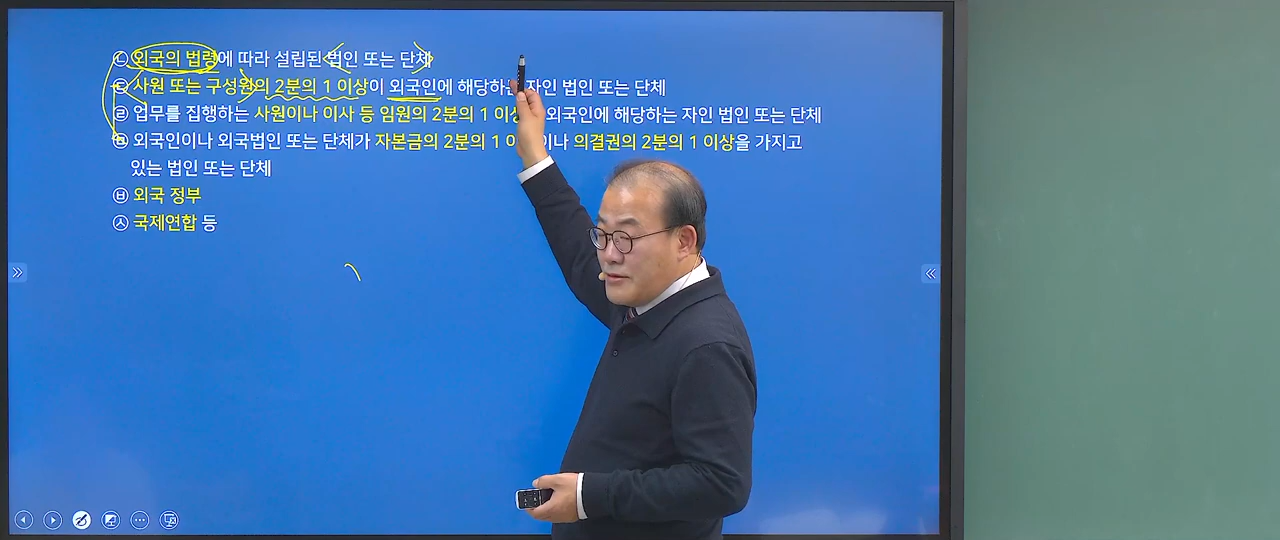 ㉡ 외국의 법령에 따라 설립된 법인 또는 단체
㉢ 사원 또는 구성원의 2분의 1 이상이 외국인에 해당하는 자인 법인 또는 단체
㉣ 업무를 집행하는 사원이나 이사 등 임원의 2분의 1 이상 외국인에 해당하는 자인 법인 또는 단체
㉤ 외국인이나 외국법인 또는 단체가 자본금의 2분의 1 이나 의결권의 2분의 1 이상을 가지고
있는 법인 또는 단체
㉥ 외국 정부
㉦ 국제연합 등